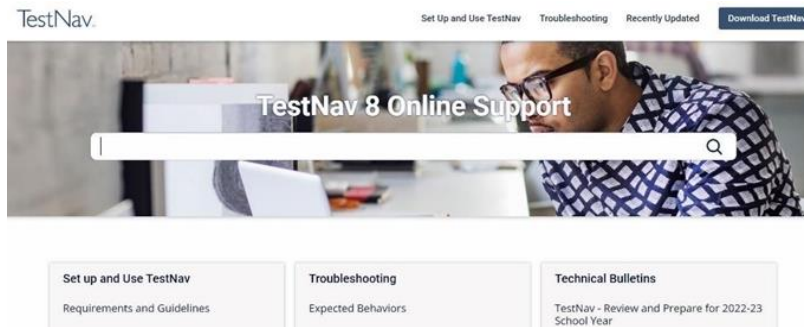 TestNav
Set Up and Use TestNav
Troubleshooting
Recently Updated
Download TestNav
TestNav 8 Online Support
Set up and Use TestNav
Requirements and Guidelines
Troubleshooting
Expected Behaviors
Technical Bulletins
TestNav - Review and Prepare for 2022-23
School Year